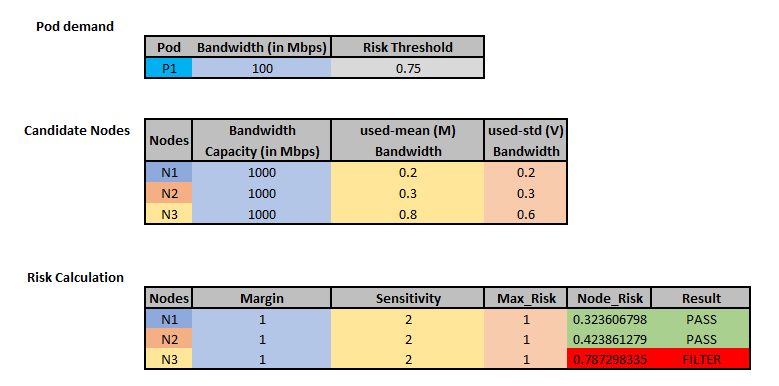 Pod demand
Pod Bandwidth (in Mbps) Risk Threshold
P1 100 0.75
Candidate Nodes
Nodes Bandwidth Capacity (in Mbps) used-mean (M) Bandwidth used-std (V) Bandwidth
N1 1000 0.2 0.2
N2 1000 0.3 0.3
N3 1000 0.8 0.6
Risk Calculation
Nodes Margin Sensitivity Max_Risk Node_Risk Result
N1 1 2 1 0.323606798 PASS
N2 1 2 1 0.423861279 PASS
N3 1 2 1 0.787298335 FILTER